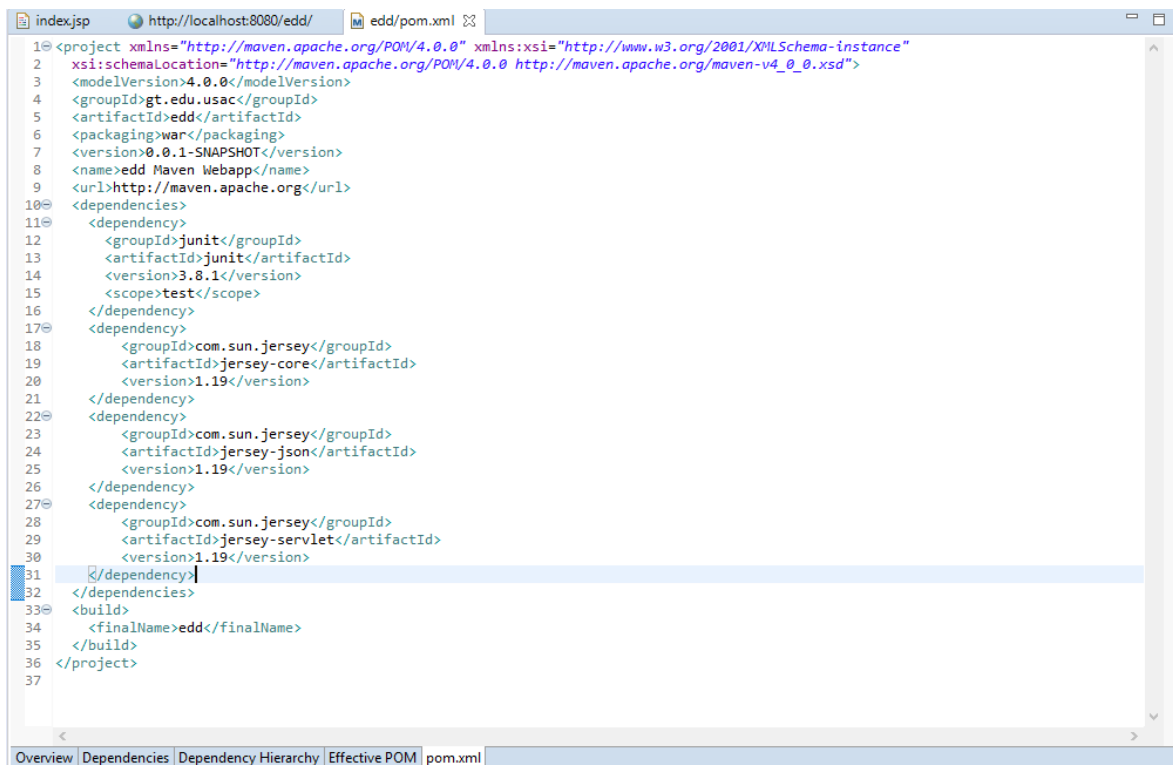 index.jsp http://localhost:8080/edd/ edd/pom.xml
1 <project xmlns="http://maven.apache.org/POM/4.0.0" xmlns:xsi="http://www.w3.org/2001/XMLSchema-instance"
2 xsi:schemaLocation="http://maven.apache.org/POM/4.0.0 http://maven.apache.org/maven-v4_0_0.xsd">
3 <modelVersion>4.0.0</modelVersion>
4 <groupId>gt.edu.usac</groupId>
5 <artifactId>edd</artifactId>
6 <packaging>war</packaging>
7 <version>0.0.1-SNAPSHOT</version>
8 <name>edd Maven Webapp</name>
9 <url>http://maven.apache.org</url>
10 <dependencies>
11 <dependency>
12 <groupId>junit</groupId>
13 <artifactId>junit</artifactId>
14 <version>3.8.1</version>
15 <scope>test</scope>
16 </dependency>
17 <dependency>
18 <groupId>com.sun.jersey</groupId>
19 <artifactId>jersey-core</artifactId>
20 <version>1.19</version>
21 </dependency>
22 <dependency>
23 <groupId>com.sun.jersey</groupId>
24 <artifactId>jersey-json</artifactId>
25 <version>1.19</version>
26 </dependency>
27 <dependency>
28 <groupId>com.sun.jersey</groupId>
29 <artifactId>jersey-servlet</artifactId>
30 <version>1.19</version>
31 </dependency>
32 </dependencies>
33 <build>
34 <finalName>edd</finalName>
35 </build>
36 </project>
37
Overview Dependencies Dependency Hierarchy Effective POM pom.xml